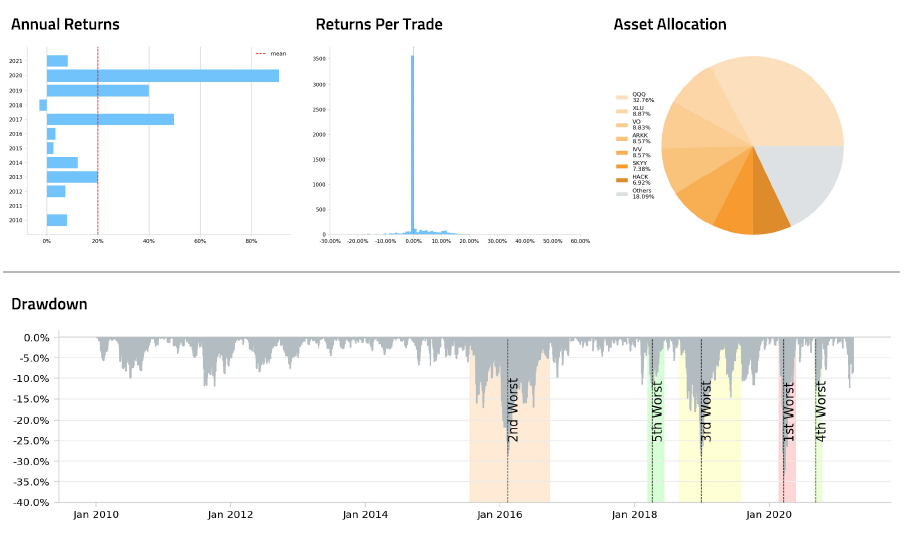 Annual Returns
Returns Per Trade
Asset Allocation
mean
2021
2020
2019
2018
2017
2016
2015
2014
2013
2012
2011
2010
0%
20%
40%
60%
80%
3500
3000
2500
2000
1500
1000
500
0
-30.00%
-20.00%
-10.00%
0.00%
10.00%
20.00%
30.00%
40.00%
50.00%
60.00%
QQQ
32.76%
XLU
8.87%
VO
8.83%
ARKK
8.57%
IVV
8.57%
SKYY
7.38%
HACK
6.92%
Others
18.09%
Drawdown
0.0%
-5.0%
-10.0%
-15.0%
-20.0%
-25.0%
-30.0%
-35.0%
-40.0%
2nd Worst
5th Worst
3rd Worst
1st Worst
4th Worst
Jan 2010
Jan 2012
Jan 2014
Jan 2016
Jan 2018
Jan 2020